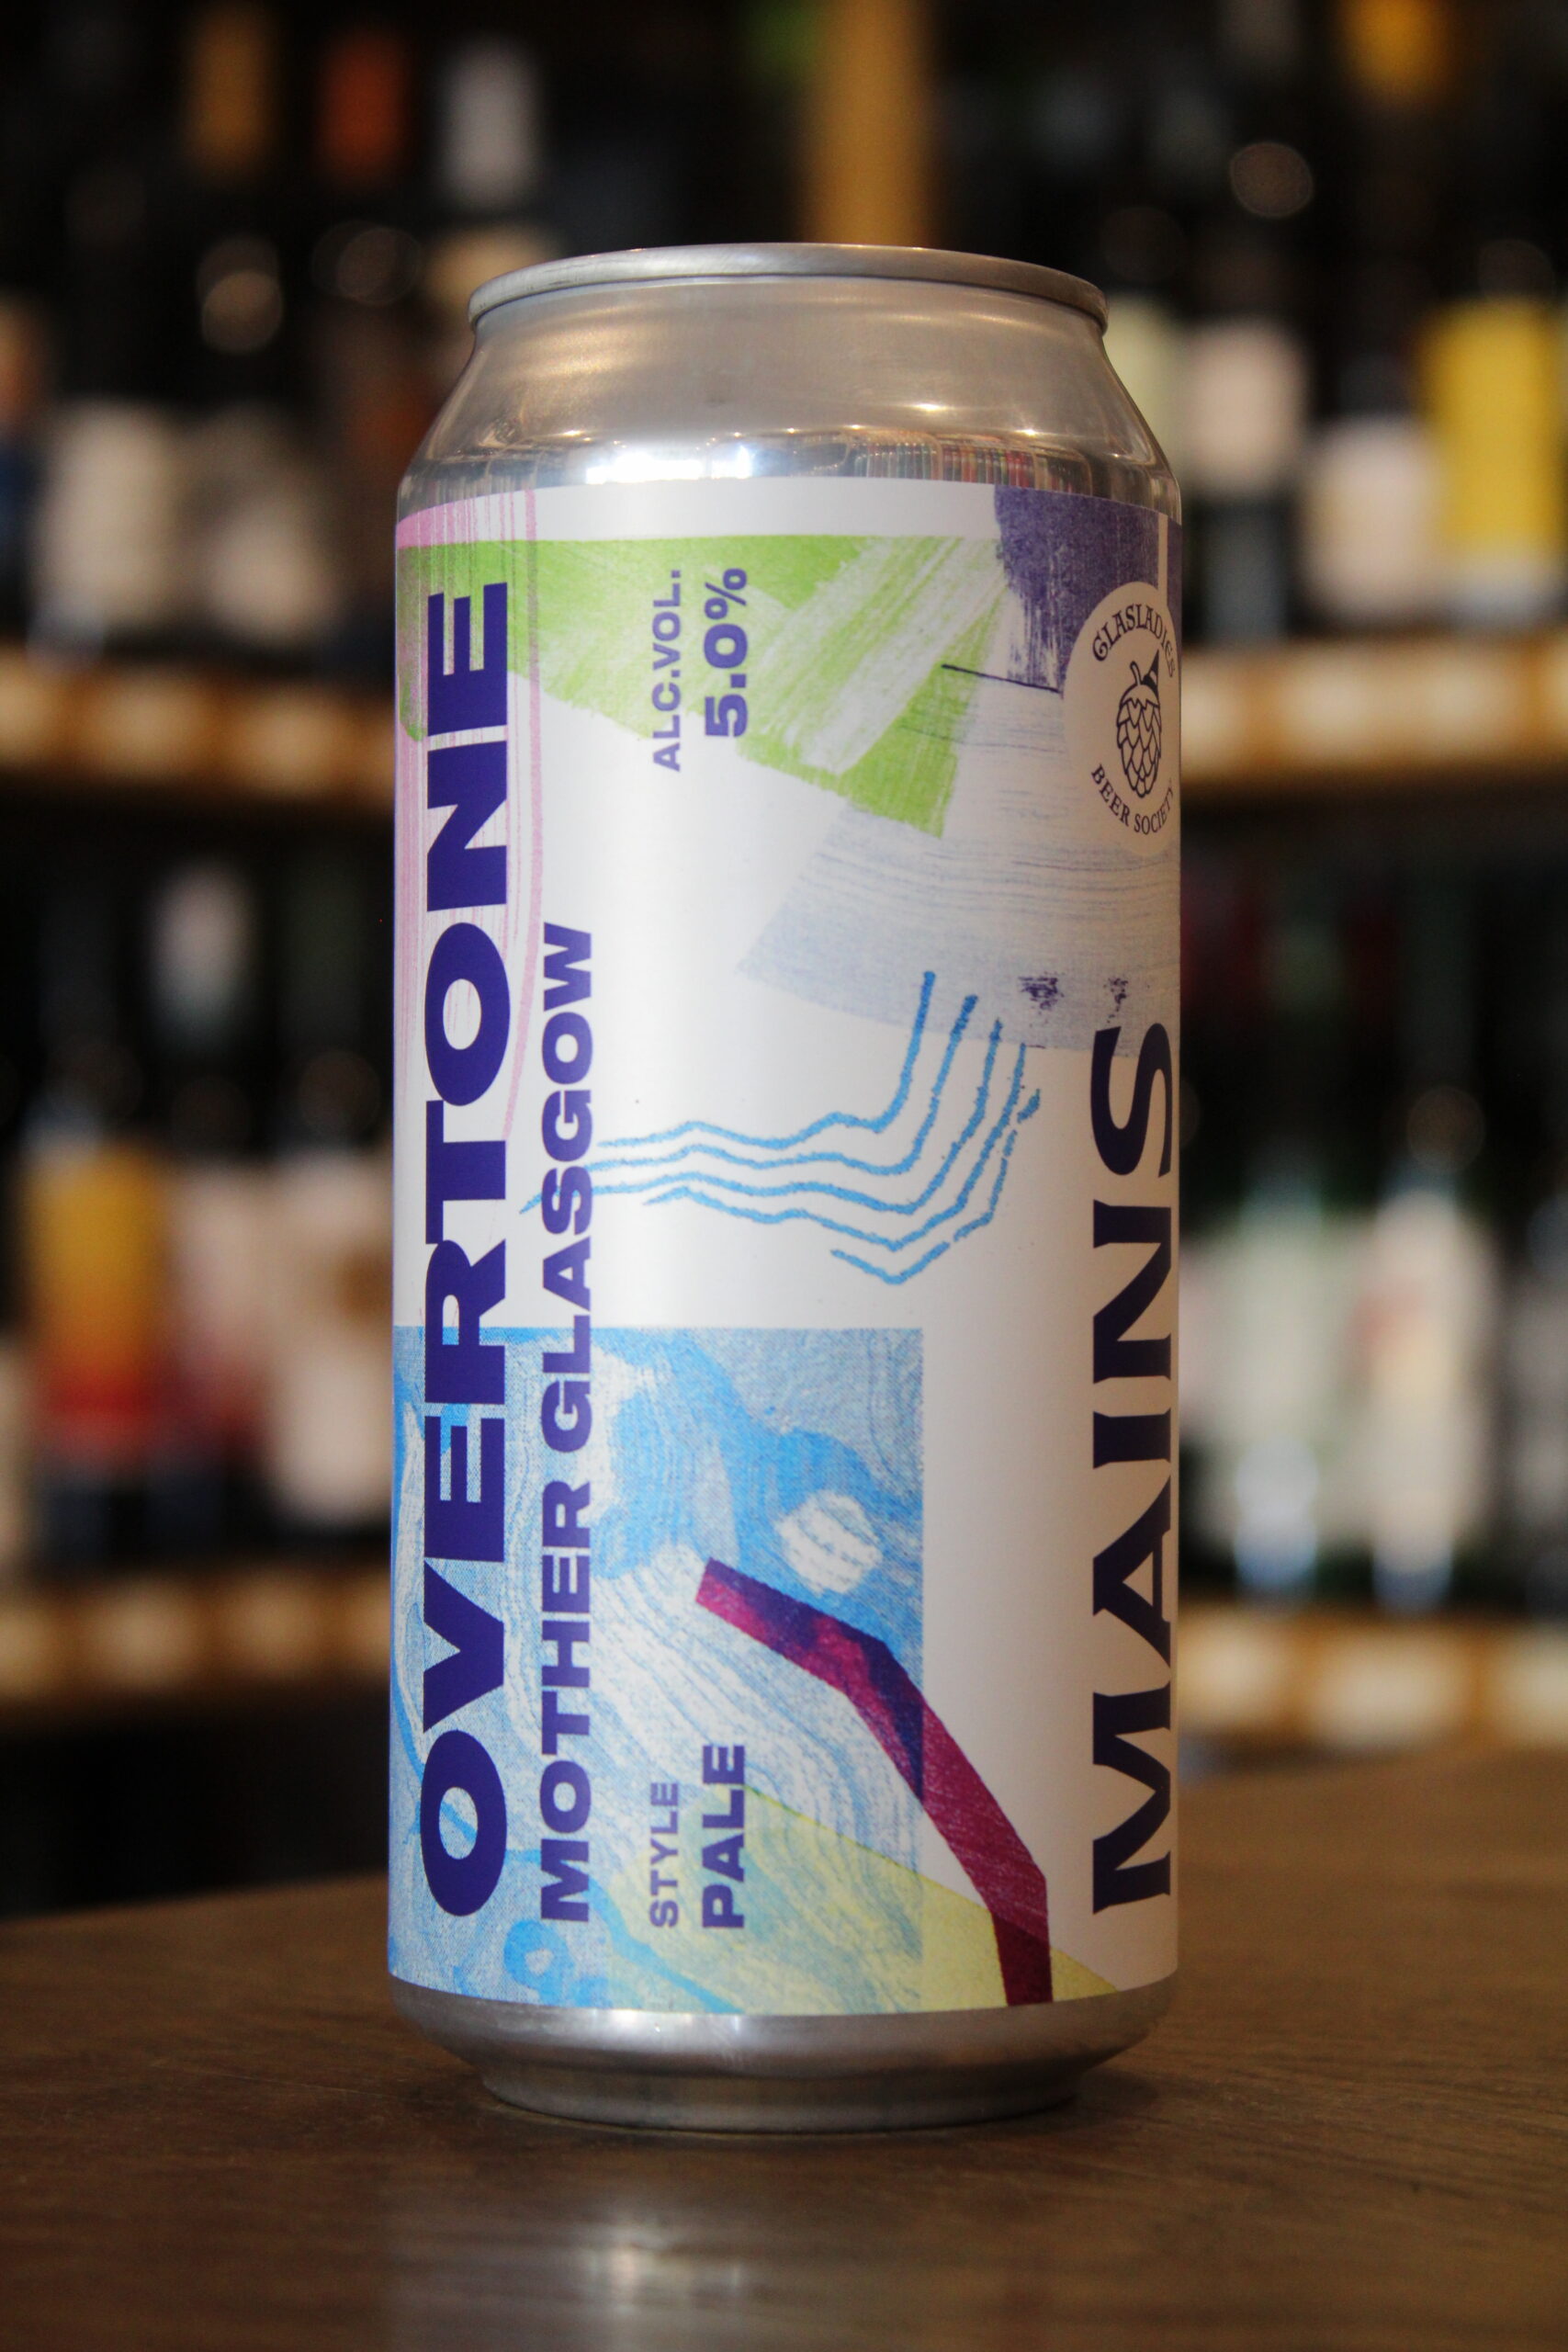 OVERTONE
MOTHER GLASGOW
STYLE
PALE
ALC.VOL.
5.0%
MAINS
GLASLADIES
BEER SOCIETY